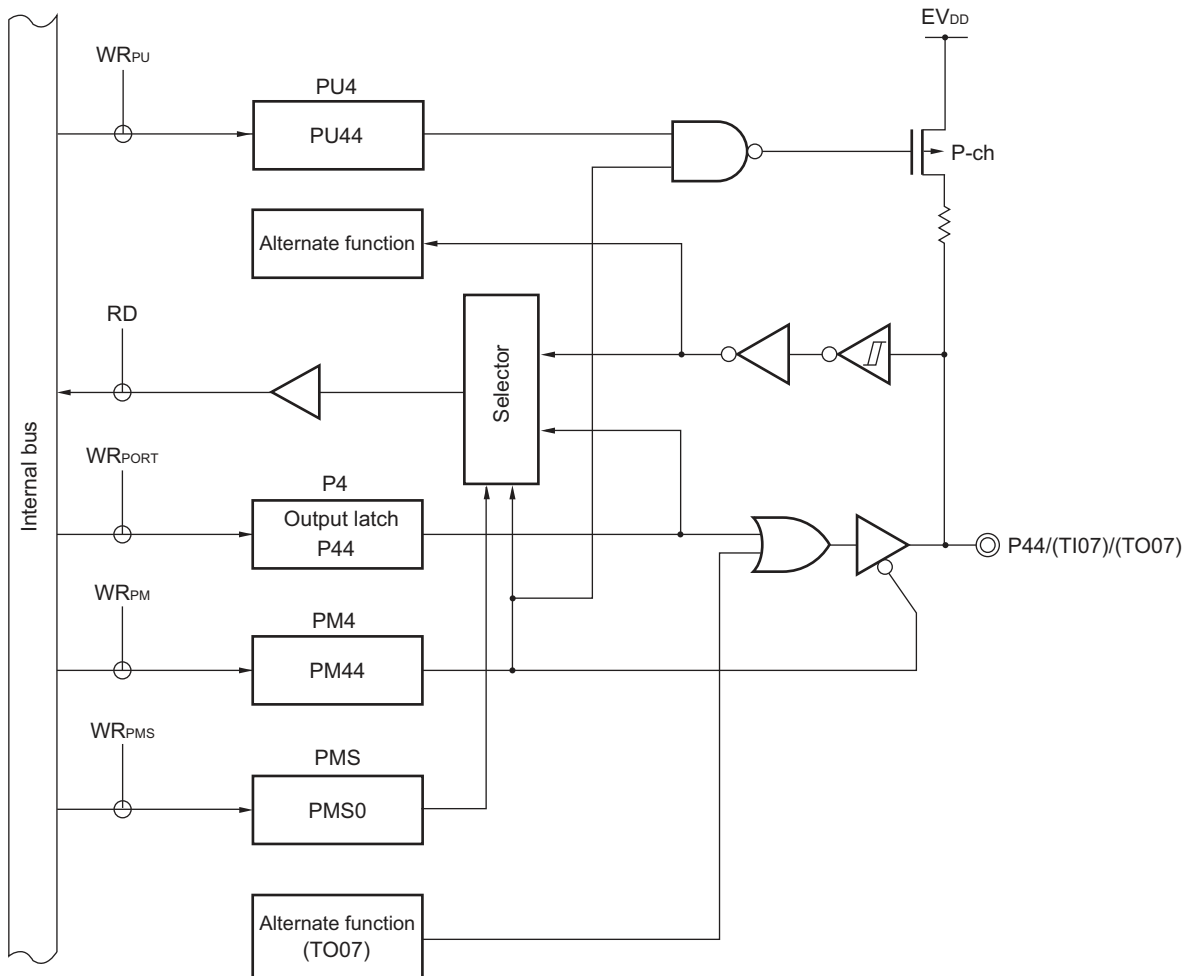 EVDD
WRPU
PU4
PU44
P-ch
Alternate function
RD
Selector
Internal bus
WRPORT
P4
Output latch
P44
P44/(TI07)/(TO07)
WRPM
PM4
PM44
WRPMS
PMS
PMS0
Alternate function
(TO07)